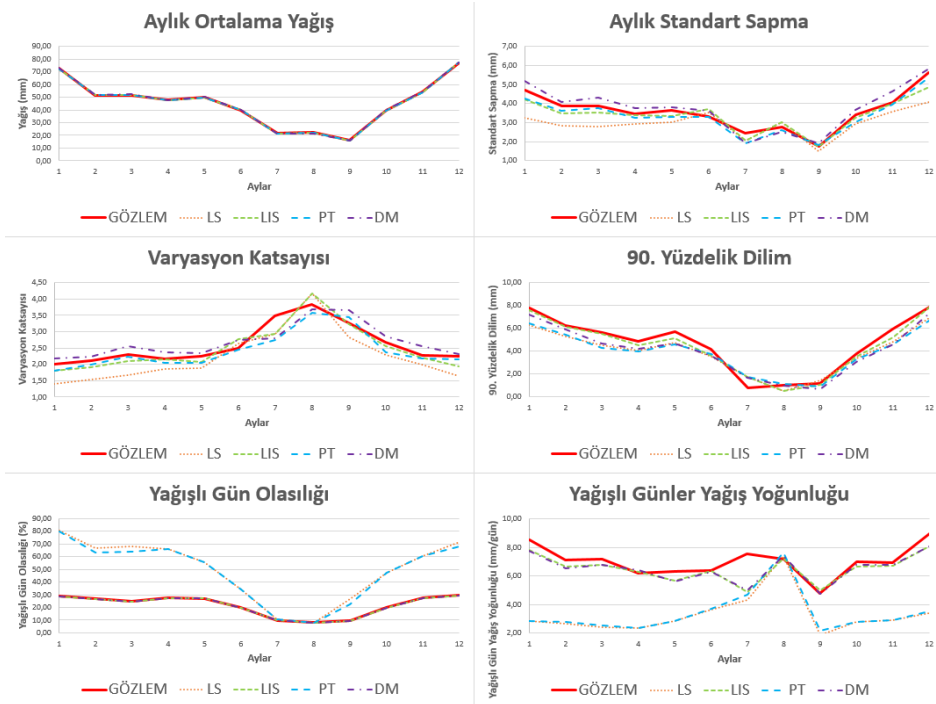 Aylık Ortalama Yağış
Yağış (mm)
90,00
80,00
70,00
60,00
50,00
40,00
30,00
20,00
10,00
0,00
1 2 3 4 5 6 7 8 9 10 11 12
Aylar
GÖZLEM LS LIS PT DM
Aylık Standart Sapma
Standart Sapma (mm)
7,00
6,00
5,00
4,00
3,00
2,00
1,00
1 2 3 4 5 6 7 8 9 10 11 12
Aylar
GÖZLEM LS LIS PT DM
Varyasyon Katsayısı
Varyasyon Katsayısı
4,50
4,00
3,50
3,00
2,50
2,00
1,50
1,00
1 2 3 4 5 6 7 8 9 10 11 12
Aylar
GÖZLEM LS LIS PT DM
90. Yüzdelik Dilim
90. Yüzdelik Dilim (mm)
10,00
8,00
6,00
4,00
2,00
0,00
1 2 3 4 5 6 7 8 9 10 11 12
Aylar
GÖZLEM LS LIS PT DM
Yağışlı Gün Olasılığı
Yağışlı Gün Olasılığı (%)
90,00
80,00
70,00
60,00
50,00
40,00
30,00
20,00
10,00
0,00
1 2 3 4 5 6 7 8 9 10 11 12
Aylar
GÖZLEM LS LIS PT DM
Yağışlı Günler Yağış Yoğunluğu
Yağışlı Gün Yağış Yoğunluğu (mm/gün)
10,00
8,00
6,00
4,00
2,00
1 2 3 4 5 6 7 8 9 10 11 12
Aylar
GÖZLEM LS LIS PT DM